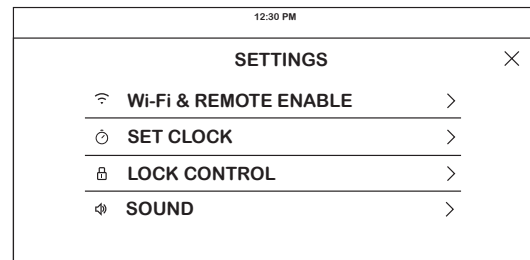 12:30 PM
SETTINGS
Wi-Fi & REMOTE ENABLE
SET CLOCK
LOCK CONTROL
SOUND